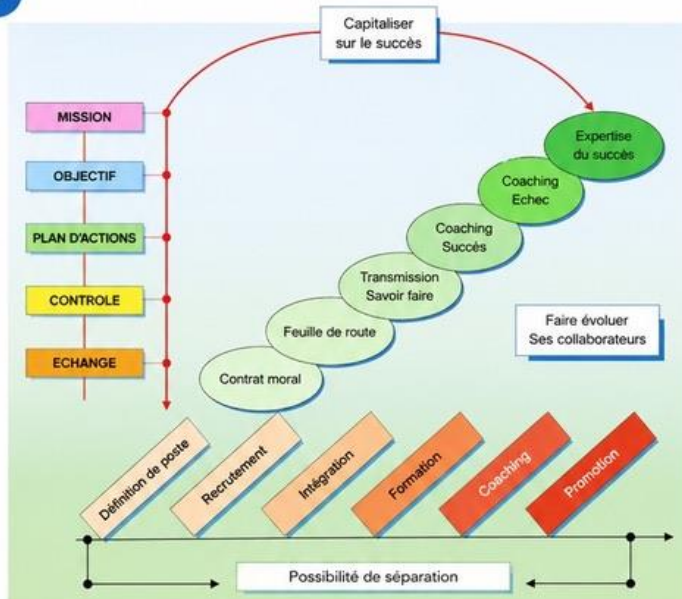 Capitaliser
sur le succès
MISSION
OBJECTIF
PLAN D'ACTIONS
CONTROLE
ECHANGE
Expertise
du succès
Coaching
Echec
Coaching
Succès
Transmission
Savoir faire
Feuille de route
Contrat moral
Faire évoluer
Ses collaborateurs
Définition de poste
Recrutement
Intégration
Formation
Coaching
Promotion
Possibilité de séparation